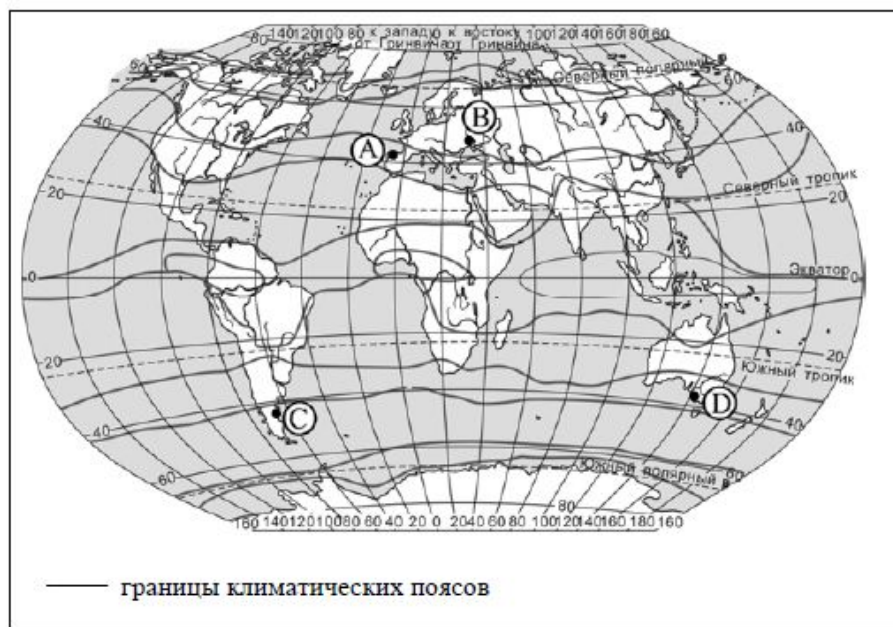 140 120 100 80 к западу к востоку 100 120 140 160 160
от Гринвича от Гринвича
80
60
Северный полярный
60
40
40
Северный тропик
20
20
Экватор
0
0
20
20
Южный тропик
40
40
60
60
Южный полярный
80
160 140 120 100 80 60 40 20 0 20 40 60 80 100 120 140 160 180 160
A
B
C
D
границы климатических поясов